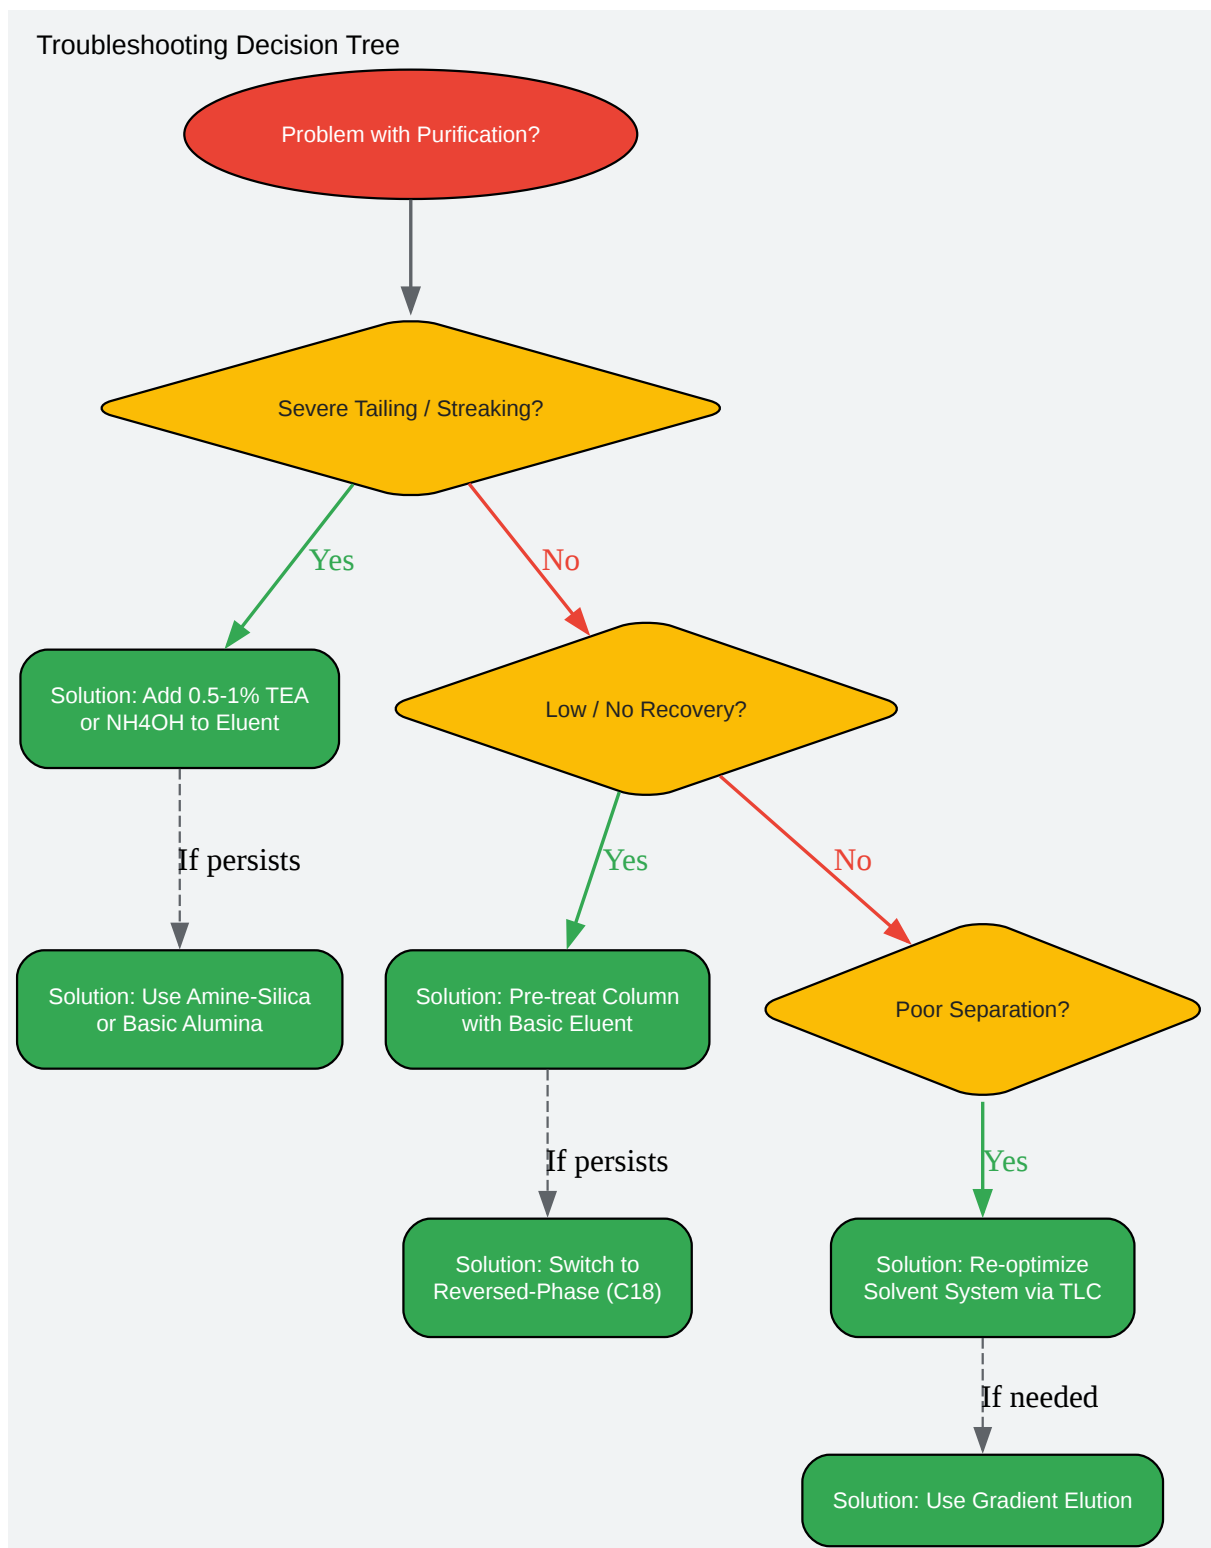 Troubleshooting Decision Tree
Problem with Purification?
Severe Tailing / Streaking?
Yes
No
Solution: Add 0.5-1% TEA
or NH4OH to Eluent
Low / No Recovery?
If persists
Yes
No
Solution: Use Amine-Silica
or Basic Alumina
Solution: Pre-treat Column
with Basic Eluent
Poor Separation?
If persists
Yes
Solution: Switch to
Reversed-Phase (C18)
Solution: Re-optimize
Solvent System via TLC
If needed
Solution: Use Gradient Elution